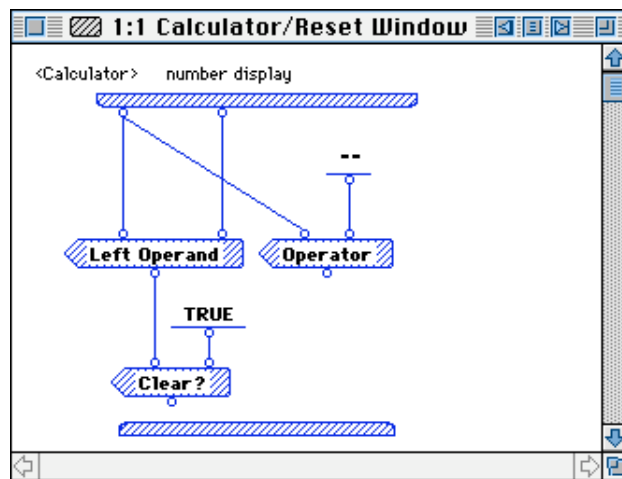 1:1 Calculator/Reset Window
<Calculator> number display
--
Left Operand Operator
TRUE
Clear?